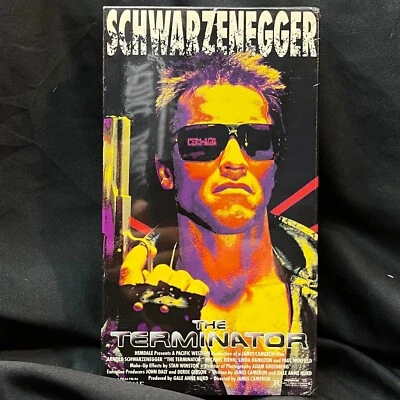 SCHWARZENEGGER
THE
TERMINATOR
HEMDALE Presents A PACIFIC WESTERN Production of a JAMES CAMERON Film
ARNOLD SCHWARZENEGGER "THE TERMINATOR" MICHAEL BIEHN, LINDA HAMILTON and PAUL WINFIELD
Make-Up Effects by STAN WINSTON Director of Photography ADAM GREENBERG
Executive Producers JOHN DALY and DEREK GIBSON Written by JAMES CAMERON and GALE ANNE HURD
Produced by GALE ANNE HURD Directed by JAMES CAMERON
R